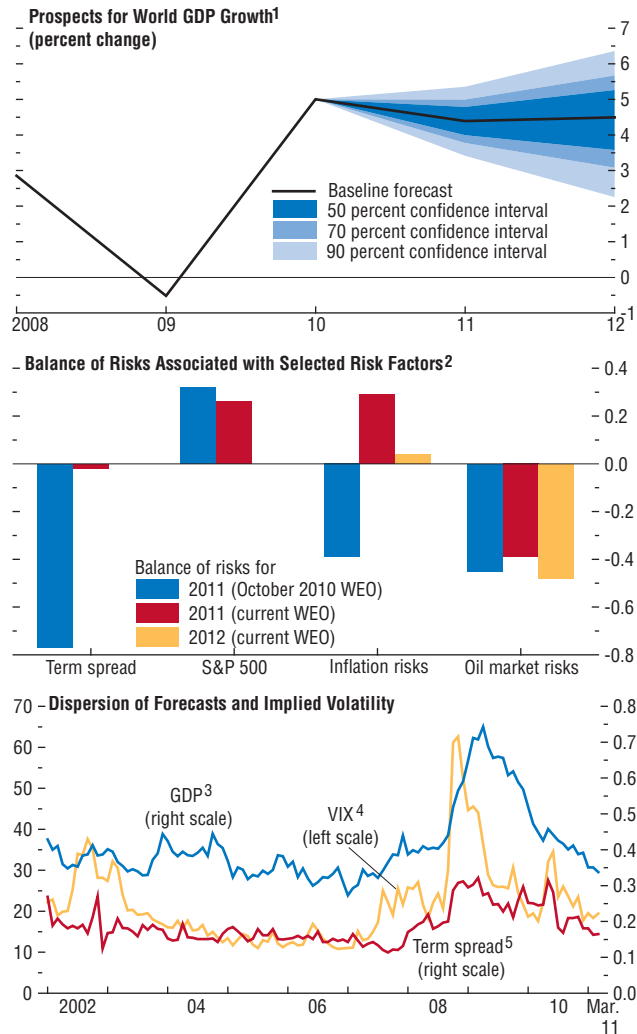 Prospects for World GDP Growth1
(percent change)
7
6
5
4
3
2
1
0
-1
Baseline forecast
50 percent confidence interval
70 percent confidence interval
90 percent confidence interval
2008 09 10 11 12
Balance of Risks Associated with Selected Risk Factors2
0.4
0.2
0.0
-0.2
-0.4
-0.6
-0.8
Balance of risks for
2011 (October 2010 WEO)
2011 (current WEO)
2012 (current WEO)
Term spread S&P 500 Inflation risks Oil market risks
Dispersion of Forecasts and Implied Volatility
70 0.8
60 0.7
50 0.6
40 0.5
30 0.4
20 0.3
10 0.2
0 0.1
0.0
GDP3
(right scale)
VIX4
(left scale)
Term spread5
(right scale)
2002 04 06 08 10 Mar.
11